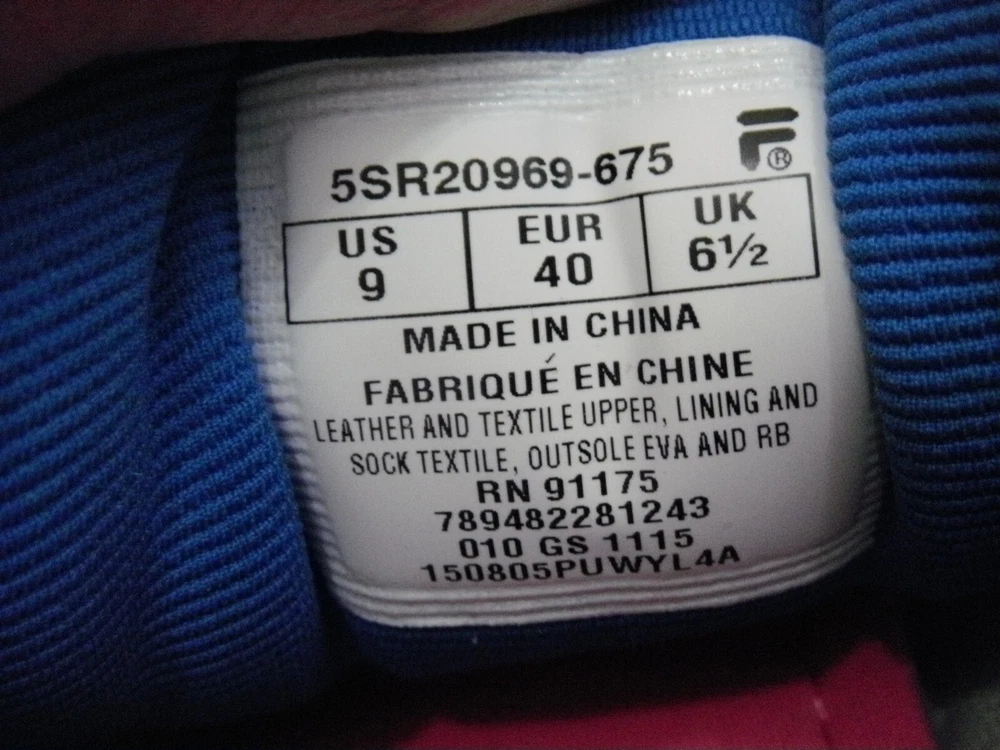 5SR20969-675
US EUR UK
9 40 6½
MADE IN CHINA
FABRIQUÉ EN CHINE
LEATHER AND TEXTILE UPPER, LINING AND
SOCK TEXTILE, OUTSOLE EVA AND RB
RN 91175
789482281243
010 GS 1115
150805PUWYL4A